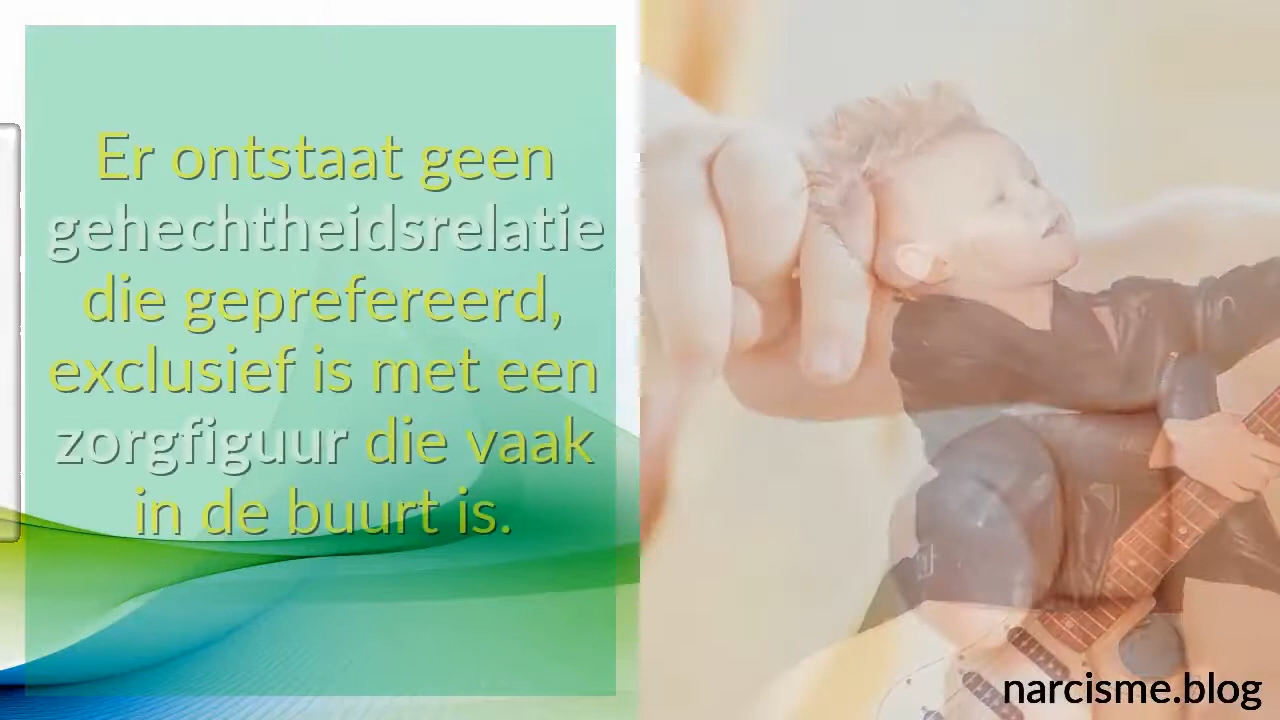 Er ontstaat geen
gehechtheidsrelatie
die geprefereerd,
exclusief is met een
zorgfiguur die vaak
in de buurt is.
narcisme.blog